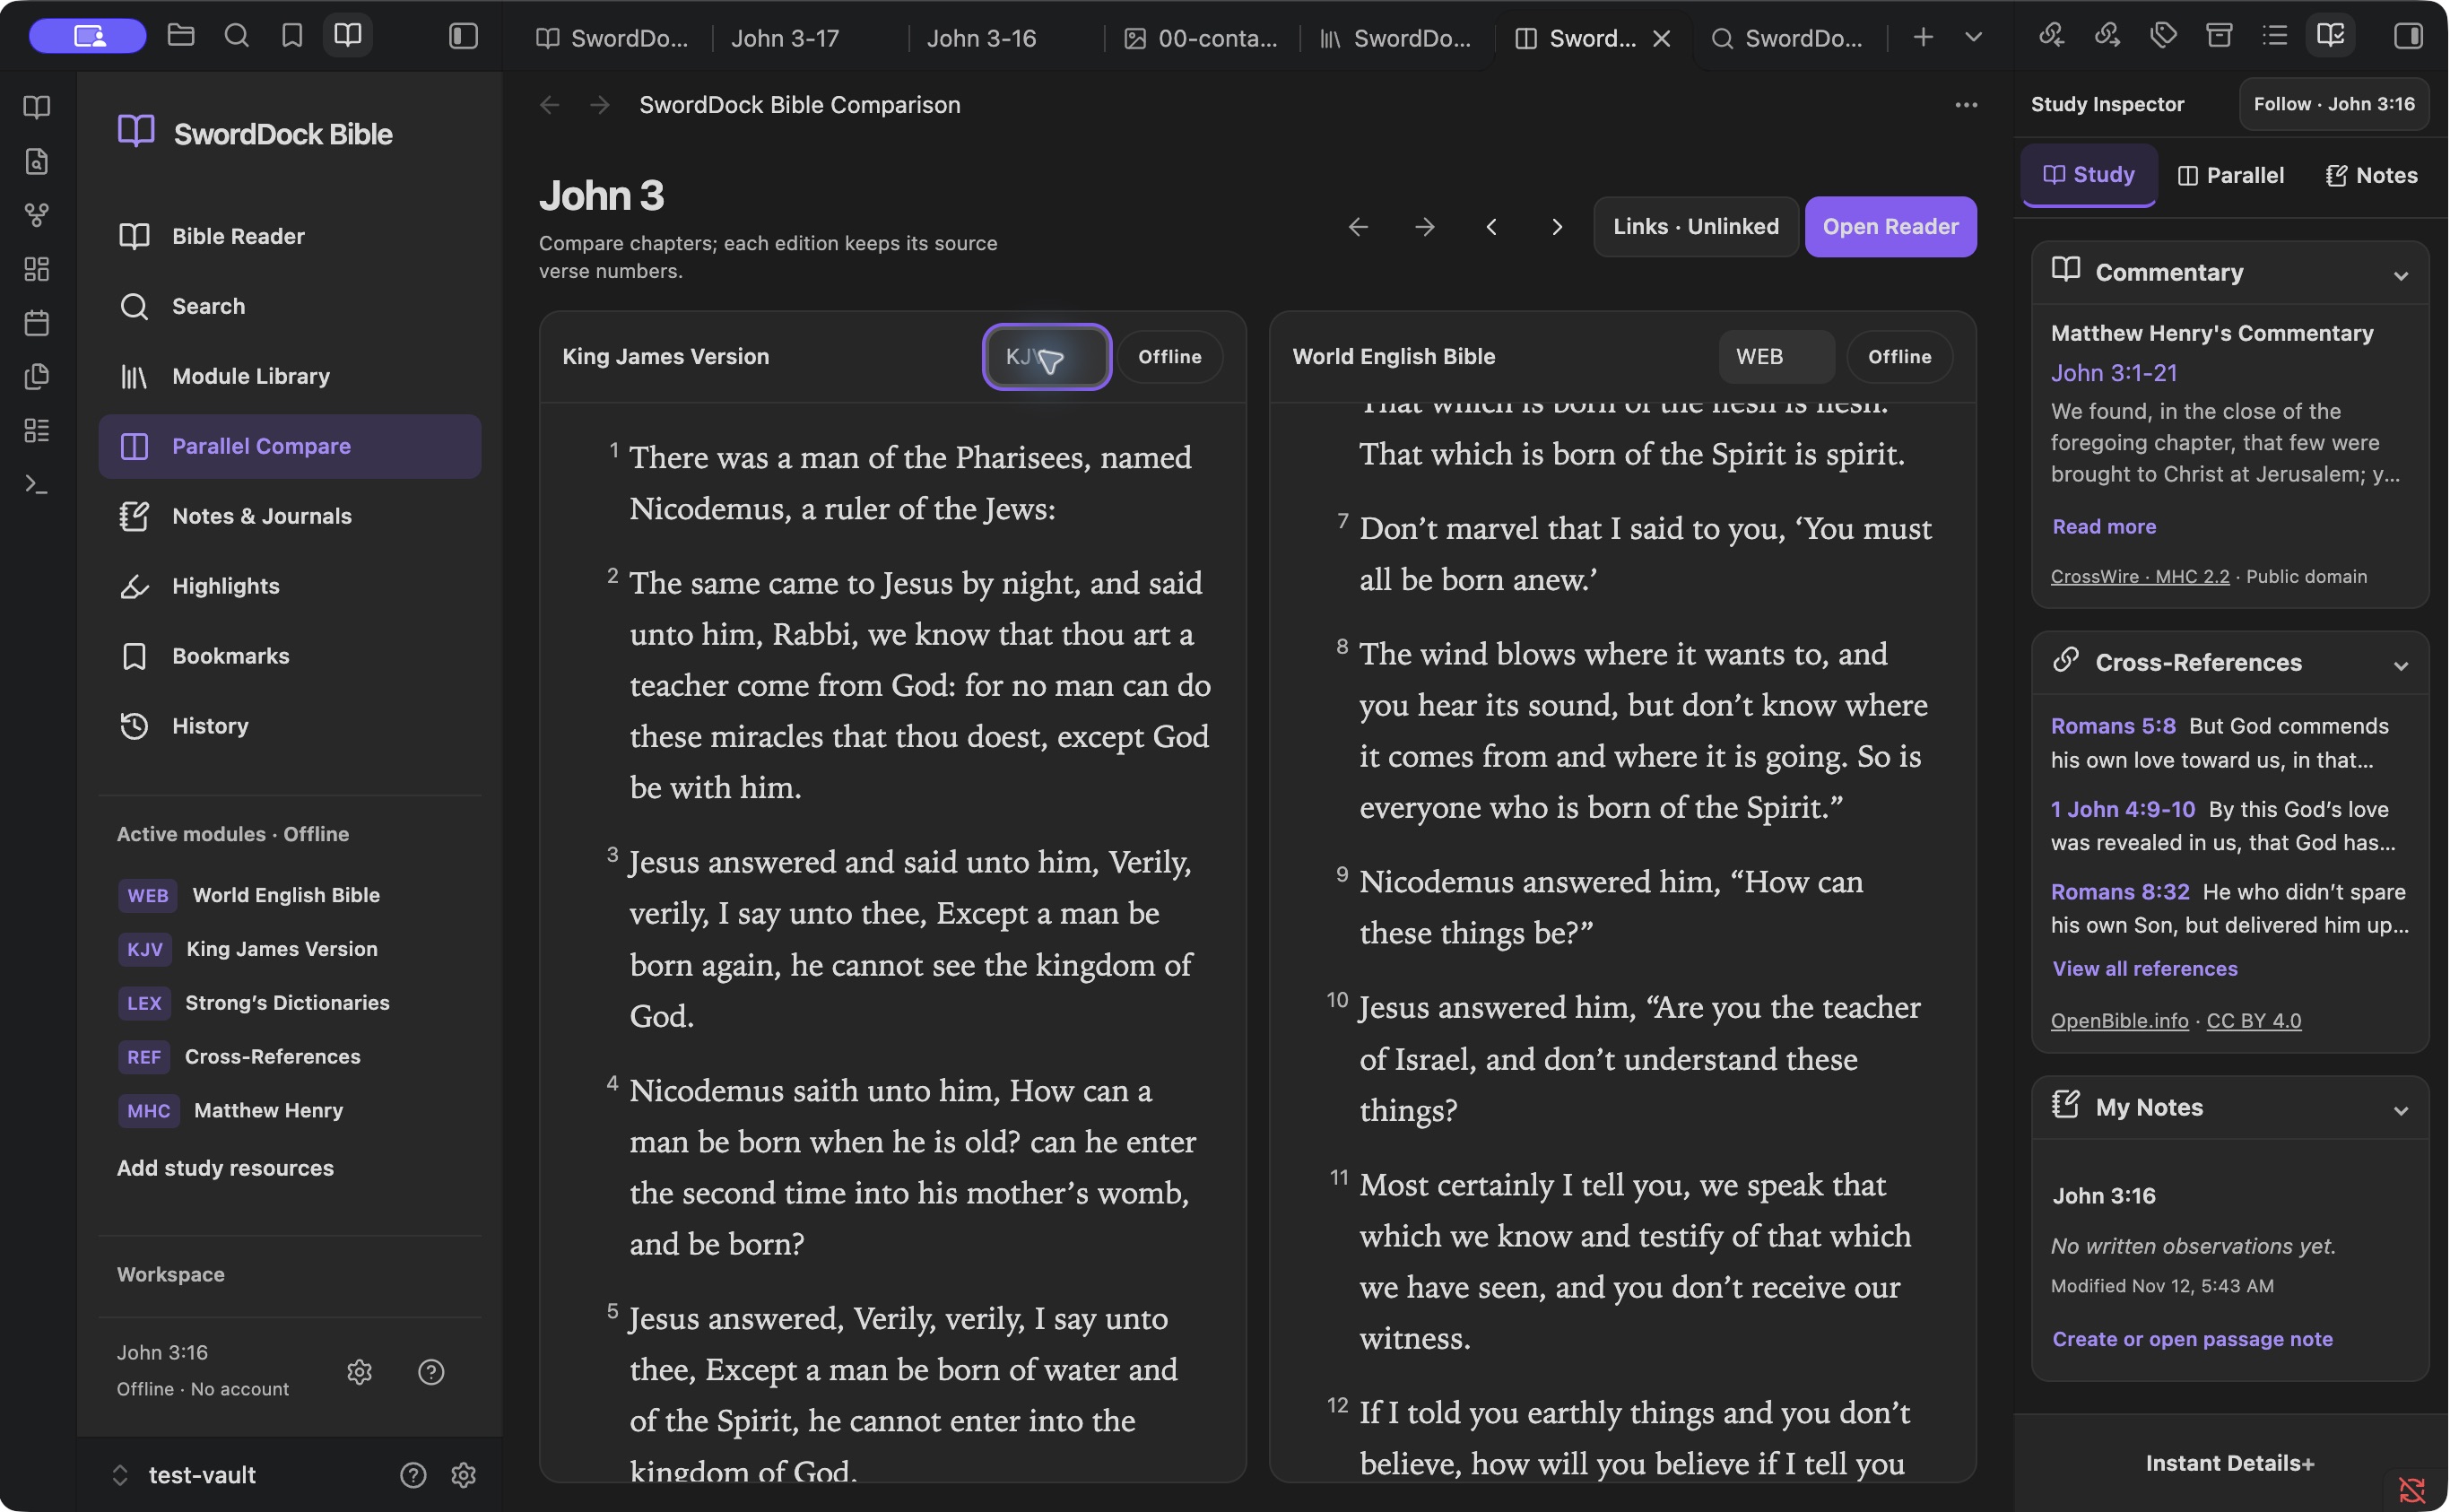 SwordDo...
John 3-17
John 3-16
00-conta...
SwordDo...
Sword...
SwordDo...
SwordDock Bible
Bible Reader
Search
Module Library
Parallel Compare
Notes & Journals
Highlights
Bookmarks
History
Active modules · Offline
WEB World English Bible
KJV King James Version
LEX Strong’s Dictionaries
REF Cross-References
MHC Matthew Henry
Add study resources
Workspace
John 3:16
Offline · No account
test-vault
SwordDock Bible Comparison
John 3
Compare chapters; each edition keeps its source
verse numbers.
Links · Unlinked
Open Reader
King James Version
Offline
1 There was a man of the Pharisees, named
Nicodemus, a ruler of the Jews:
2 The same came to Jesus by night, and said
unto him, Rabbi, we know that thou art a
teacher come from God: for no man can do
these miracles that thou doest, except God
be with him.
3 Jesus answered and said unto him, Verily,
verily, I say unto thee, Except a man be
born again, he cannot see the kingdom of
God.
4 Nicodemus saith unto him, How can a
man be born when he is old? can he enter
the second time into his mother’s womb,
and be born?
5 Jesus answered, Verily, verily, I say unto
thee, Except a man be born of water and
of the Spirit, he cannot enter into the
kingdom of God.
World English Bible
WEB
Offline
That which is born of the flesh is flesh.
That which is born of the Spirit is spirit.
7 Don’t marvel that I said to you, ‘You must
all be born anew.’
8 The wind blows where it wants to, and
you hear its sound, but don’t know where
it comes from and where it is going. So is
everyone who is born of the Spirit.”
9 Nicodemus answered him, “How can
these things be?”
10 Jesus answered him, “Are you the teacher
of Israel, and don’t understand these
things?
11 Most certainly I tell you, we speak that
which we know and testify of that which
we have seen, and you don’t receive our
witness.
12 If I told you earthly things and you don’t
believe, how will you believe if I tell you
Study Inspector
Follow · John 3:16
Study
Parallel
Notes
Commentary
Matthew Henry's Commentary
John 3:1-21
We found, in the close of the
foregoing chapter, that few were
brought to Christ at Jerusalem; y...
Read more
CrossWire · MHC 2.2 · Public domain
Cross-References
Romans 5:8 But God commends
his own love toward us, in that...
1 John 4:9-10 By this God’s love
was revealed in us, that God has...
Romans 8:32 He who didn’t spare
his own Son, but delivered him up...
View all references
OpenBible.info · CC BY 4.0
My Notes
John 3:16
No written observations yet.
Modified Nov 12, 5:43 AM
Create or open passage note
Instant Details+